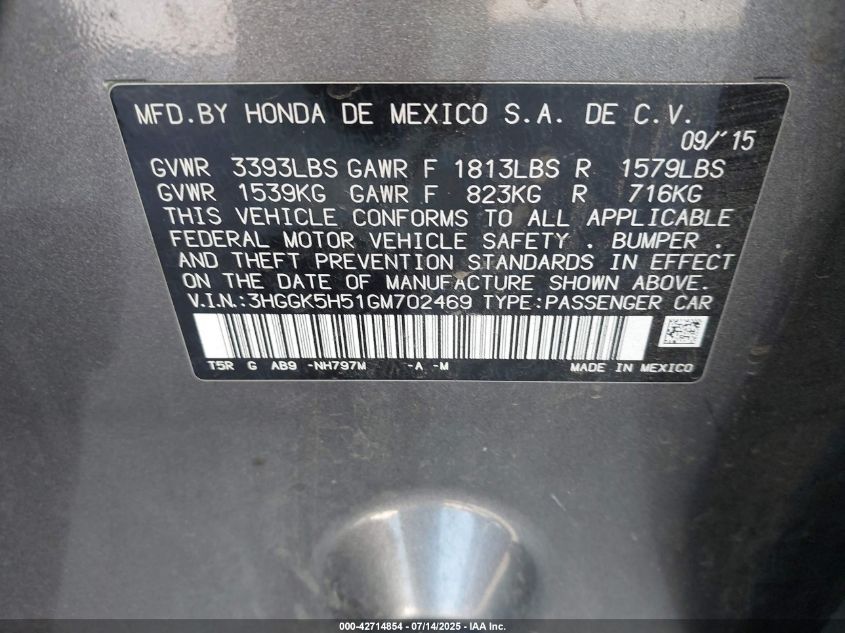 MFD.BY HONDA DE MEXICO S.A. DE C.V.
09/'15
GVWR 3393LBS GAWR F 1813LBS R 1579LBS
GVWR 1539KG GAWR F 823KG R 716KG
THIS VEHICLE CONFORMS TO ALL APPLICABLE
FEDERAL MOTOR VEHICLE SAFETY . BUMPER .
AND THEFT PREVENTION STANDARDS IN EFFECT
ON THE DATE OF MANUFACTURE SHOWN ABOVE.
V.I.N.:3HGGK5H51GM702469 TYPE:PASSENGER CAR
T5R G AB9 -NH797M -A -M MADE IN MEXICO
000-42714854 - 07/14/2025 - IAA Inc.